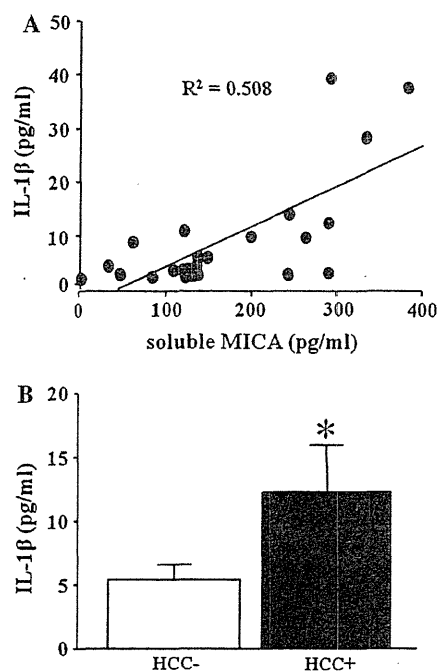 A
50
40
30
20
10
0
IL-1β (pg/ml)
R² = 0.508
0 100 200 300 400
soluble MICA (pg/ml)
B
20
15
10
5
0
IL-1β (pg/ml)
*
HCC- HCC+